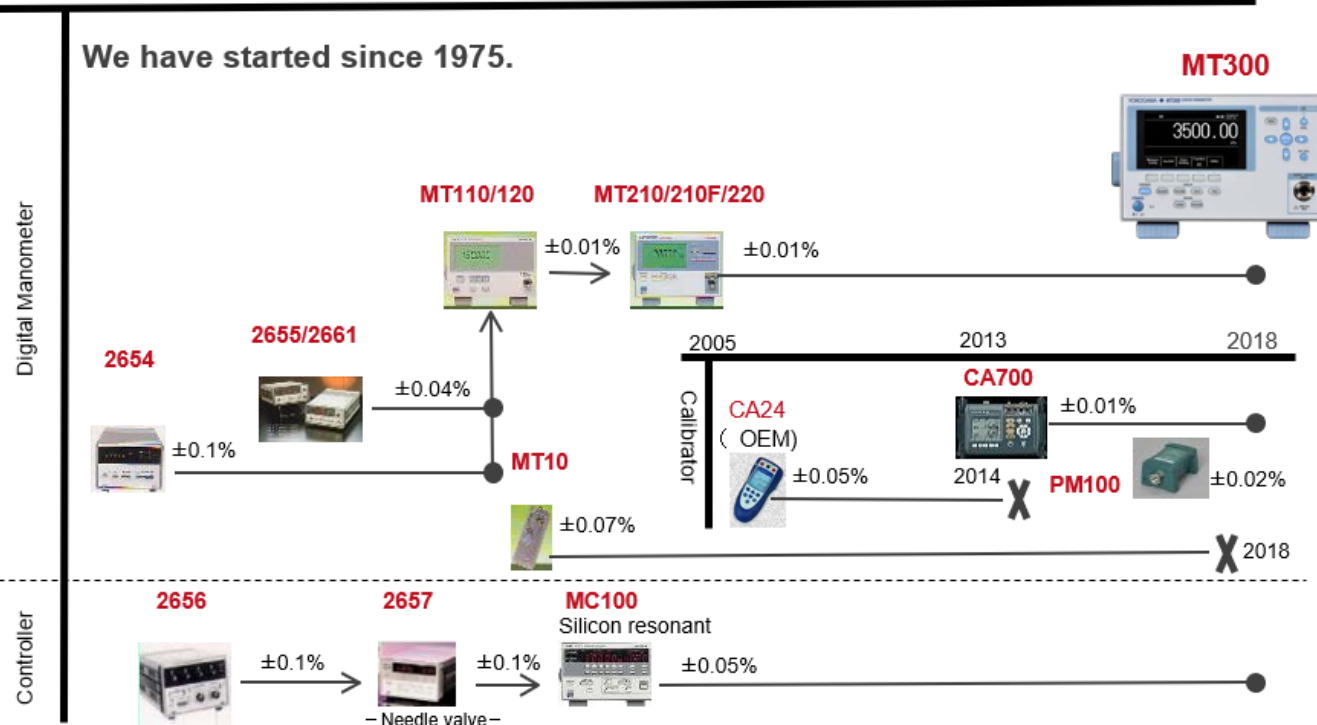 We have started since 1975.
MT300
YOKOGAWA
3500.00
MT110/120
MT210/210F/220
±0.01%
±0.01%
Digital Manometer
2655/2661
2654
±0.04%
±0.1%
2005
2013
2018
CA700
Calibrator
CA24
( OEM)
±0.01%
MT10
±0.05%
2014
PM100
±0.02%
±0.07%
2018
Controller
2656
2657
MC100
Silicon resonant
±0.1%
±0.1%
±0.05%
– Needle valve –